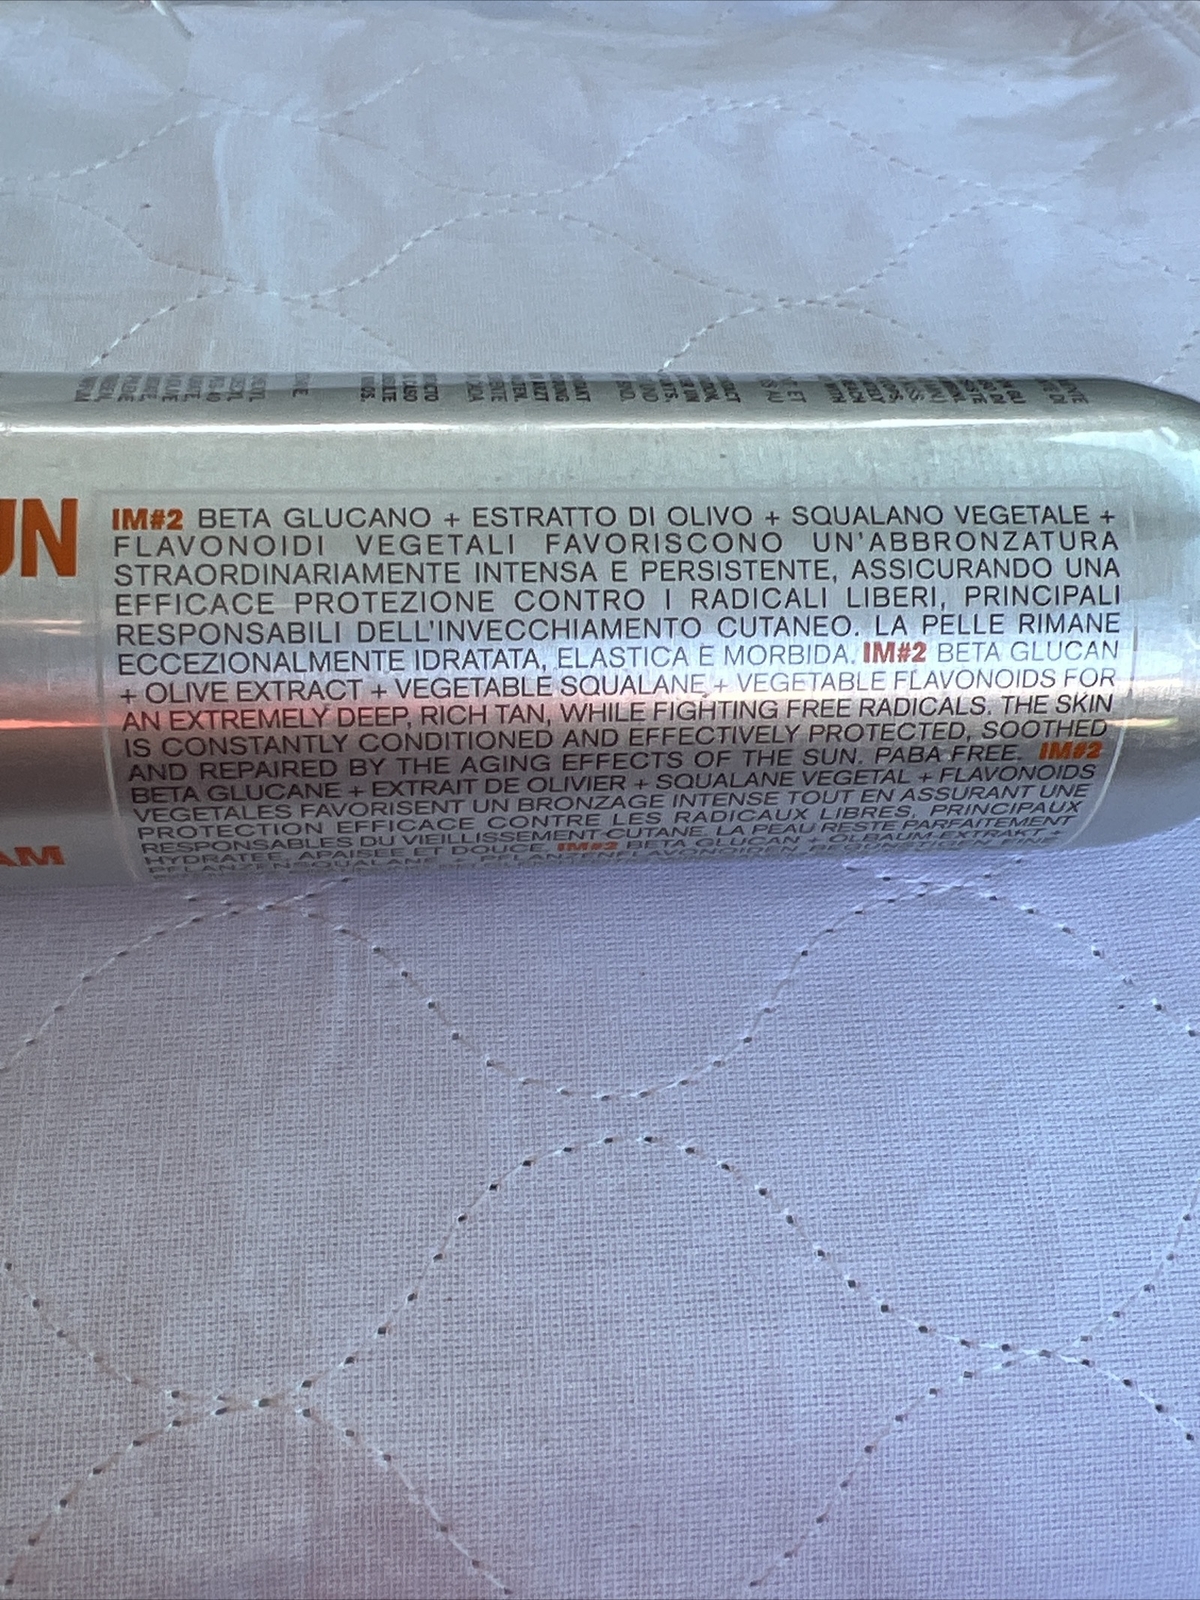 UN
IM#2 BETA GLUCANO + ESTRATTO DI OLIVO + SQUALANO VEGETALE +
FLAVONOIDI VEGETALI FAVORISCONO UN'ABBRONZATURA
STRAORDINARIAMENTE INTENSA E PERSISTENTE, ASSICURANDO UNA
EFFICACE PROTEZIONE CONTRO I RADICALI LIBERI, PRINCIPALI
RESPONSABILI DELL'INVECCHIAMENTO CUTANEO. LA PELLE RIMANE
ECCEZIONALMENTE IDRATATA, ELASTICA E MORBIDA. IM#2 BETA GLUCAN
+ OLIVE EXTRACT + VEGETABLE SQUALANE + VEGETABLE FLAVONOIDS FOR
AN EXTREMELY DEEP, RICH TAN, WHILE FIGHTING FREE RADICALS. THE SKIN
IS CONSTANTLY CONDITIONED AND EFFECTIVELY PROTECTED, SOOTHED
AND REPAIRED BY THE AGING EFFECTS OF THE SUN. PABA FREE. IM#2
BETA GLUCANE + EXTRAIT DE OLIVIER + SQUALANE VEGETAL + FLAVONOIDS
VEGETALES FAVORISENT UN BRONZAGE INTENSE TOUT EN ASSURANT UNE
PROTECTION EFFICACE CONTRE LES RADICAUX LIBRES, PRINCIPAUX
RESPONSABLES DU VIEILLISSEMENT CUTANE. LA PEAU RESTE PARFAITEMENT
HYDRATEE, APAISEE ET DOUCE. IM#2 BETA GLUCAN + OLBAUM-EXTRAKT +
PFLANZENSQUALANE + PFLANZENFLAVONOIDEN
AM